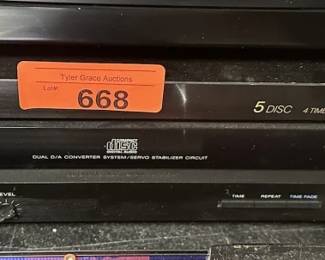 Tyler Grace Auctions
Lot#:
668
5 DISC 4 TIME
COMPACT
disc
DIGITAL AUDIO
DUAL D/A CONVERTER SYSTEM/SERVO STABILIZER CIRCUIT
LEVEL
TIME REPEAT TIME FADE